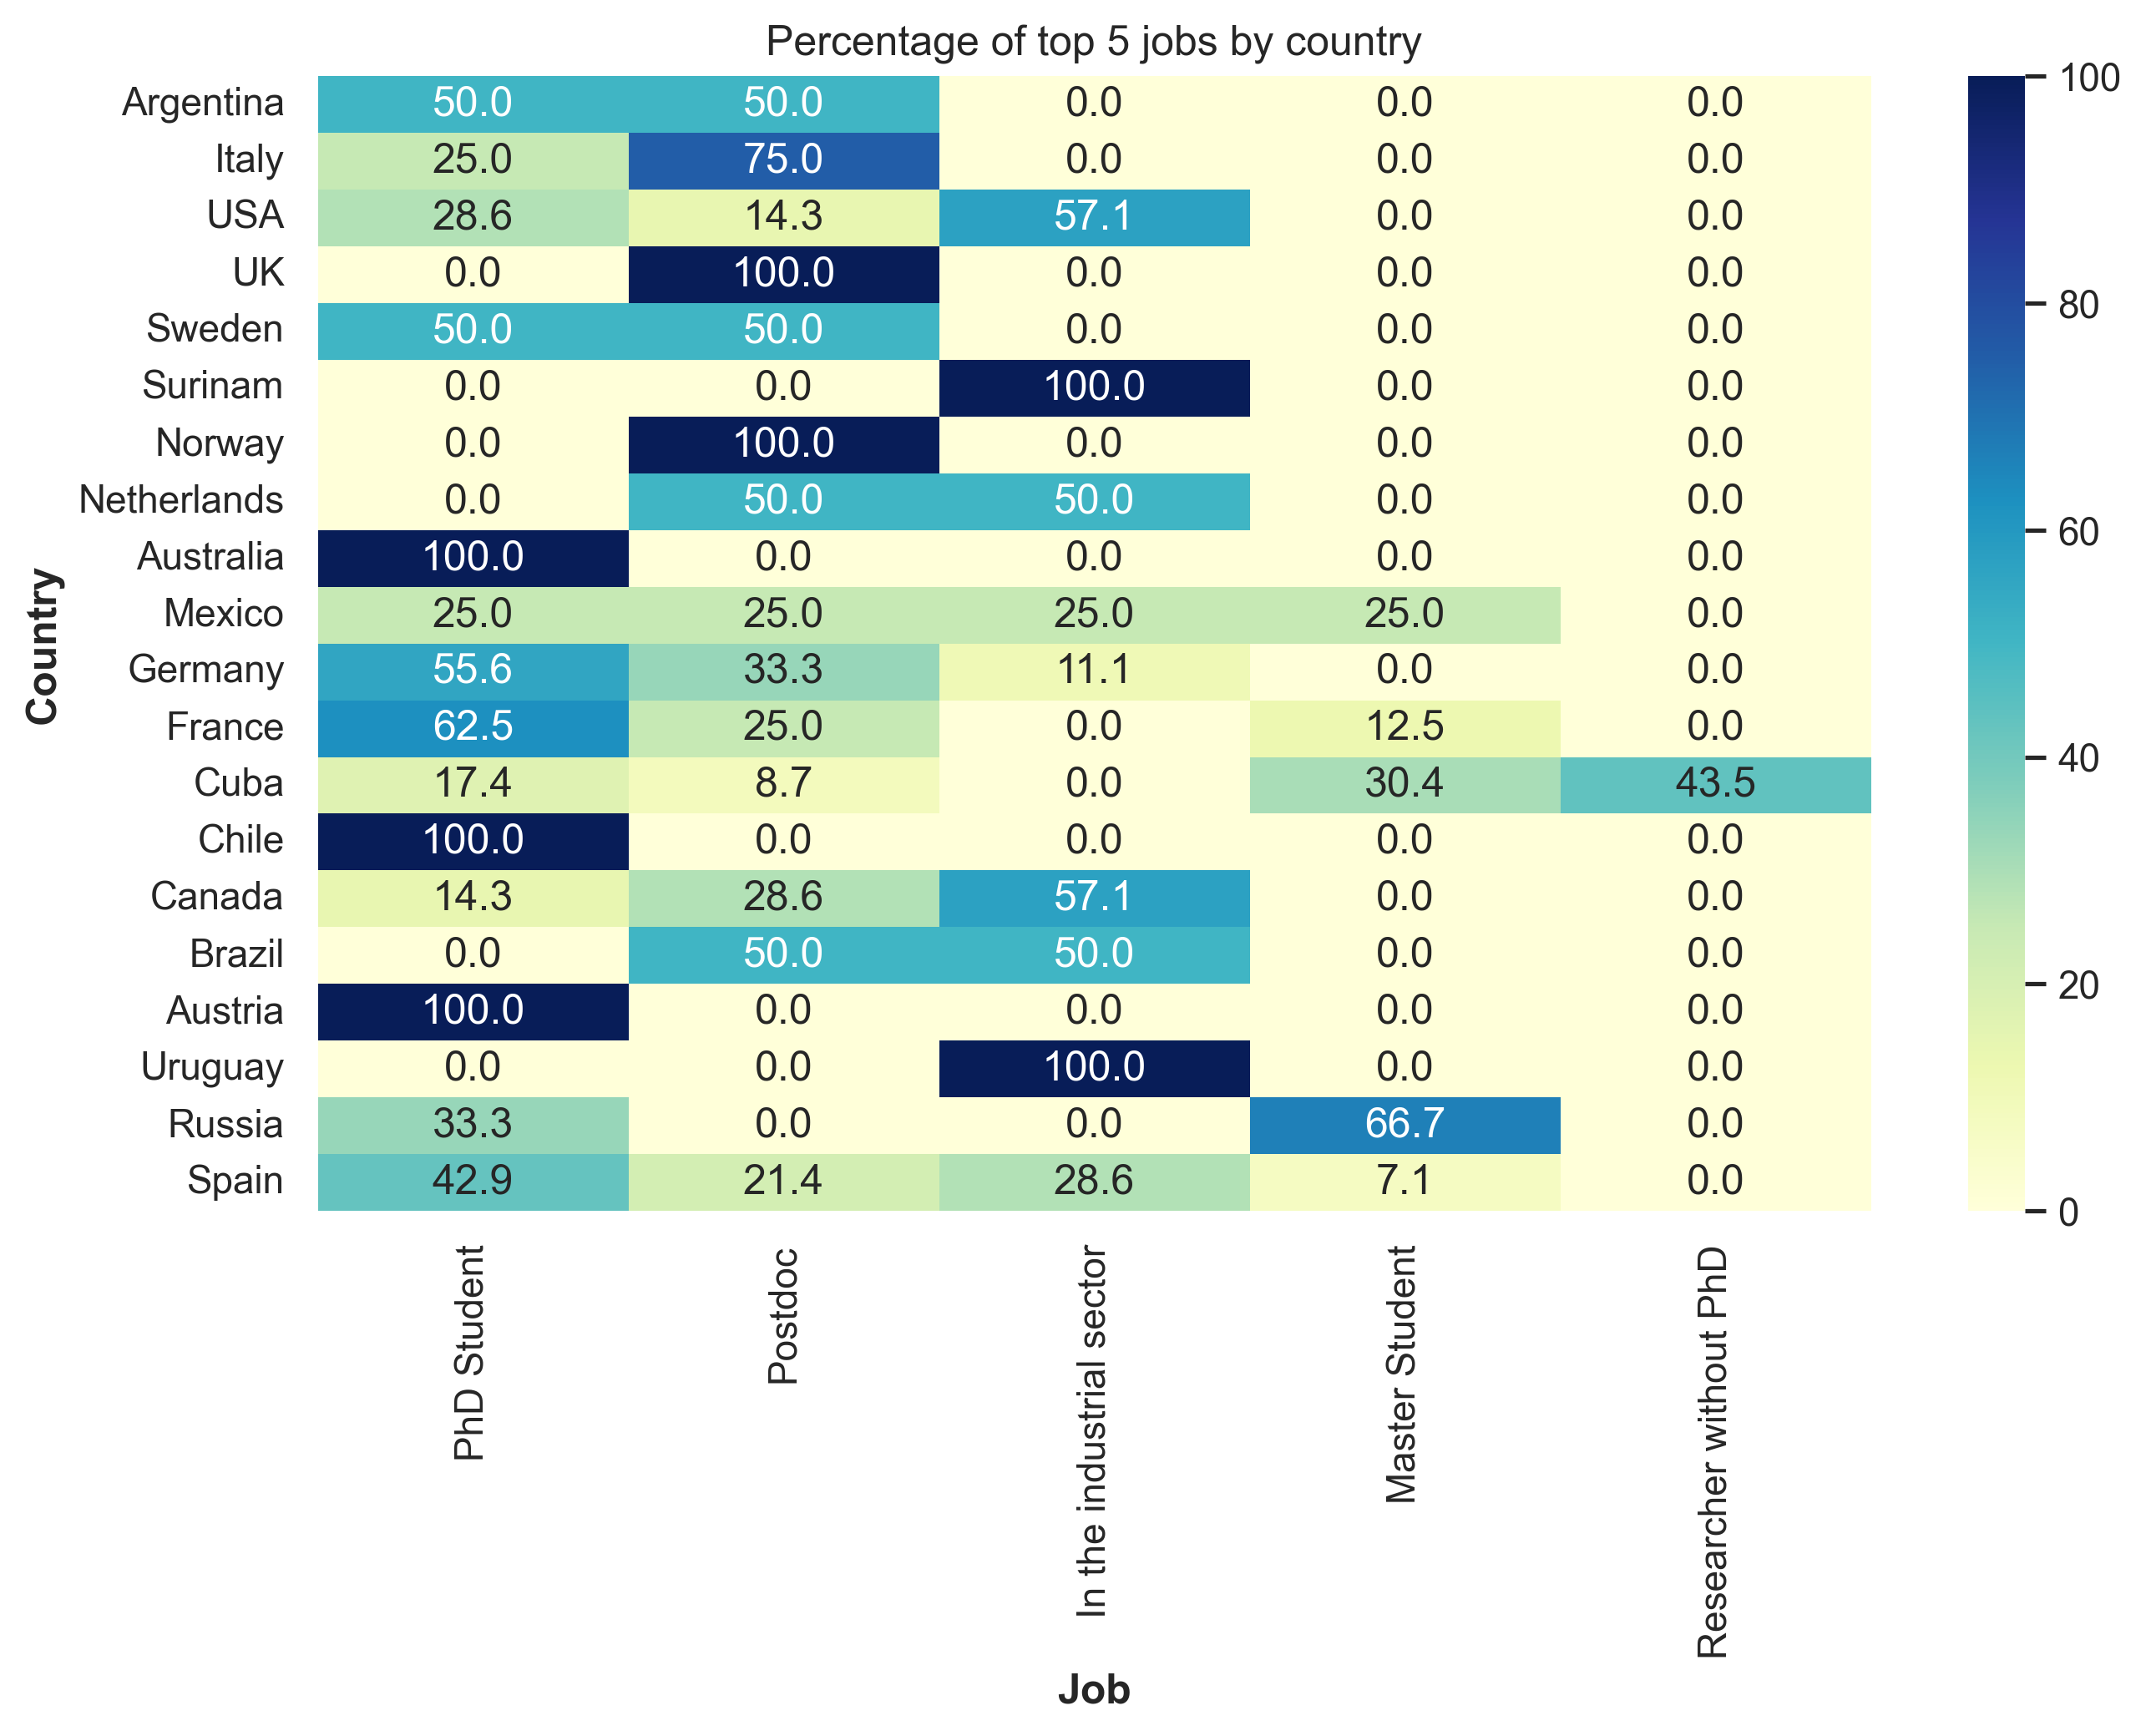 Percentage of top 5 jobs by country
Country
Argentina 50.0 50.0 0.0 0.0 0.0
Italy 25.0 75.0 0.0 0.0 0.0
USA 28.6 14.3 57.1 0.0 0.0
UK 0.0 100.0 0.0 0.0 0.0
Sweden 50.0 50.0 0.0 0.0 0.0
Surinam 0.0 0.0 100.0 0.0 0.0
Norway 0.0 100.0 0.0 0.0 0.0
Netherlands 0.0 50.0 50.0 0.0 0.0
Australia 100.0 0.0 0.0 0.0 0.0
Mexico 25.0 25.0 25.0 25.0 0.0
Germany 55.6 33.3 11.1 0.0 0.0
France 62.5 25.0 0.0 12.5 0.0
Cuba 17.4 8.7 0.0 30.4 43.5
Chile 100.0 0.0 0.0 0.0 0.0
Canada 14.3 28.6 57.1 0.0 0.0
Brazil 0.0 50.0 50.0 0.0 0.0
Austria 100.0 0.0 0.0 0.0 0.0
Uruguay 0.0 0.0 100.0 0.0 0.0
Russia 33.3 0.0 0.0 66.7 0.0
Spain 42.9 21.4 28.6 7.1 0.0
PhD Student
Postdoc
In the industrial sector
Master Student
Researcher without PhD
Job
100
80
60
40
20
0